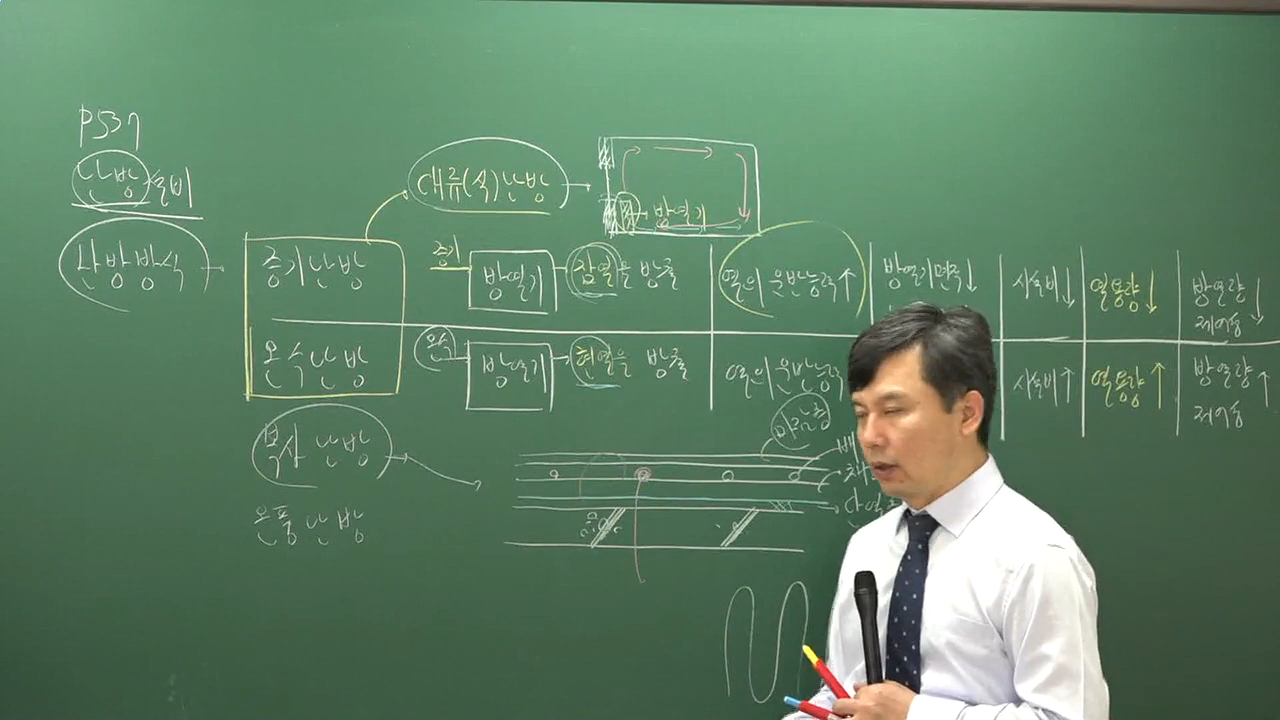 P537
난방설비
난방방식
대류(식)난방
방열기
증기난방
증기
방열기
잠열을 방출
열의 운반능력↑
방열기면적↓
시설비↓
열용량↓
방열량
제어능↓
온수난방
온수
방열기
현열을 방출
열의 운반능력
시설비↑
열용량↑
방열량
제어능↑
복사난방
마감층
배
채
단열층
온풍난방